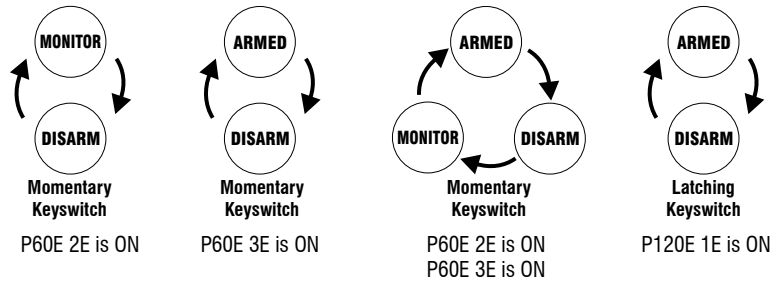 MONITOR
DISARM
Momentary
Keyswitch
P60E 2E is ON
ARMED
DISARM
Momentary
Keyswitch
P60E 3E is ON
ARMED
MONITOR
DISARM
Momentary
Keyswitch
P60E 2E is ON
P60E 3E is ON
ARMED
DISARM
Latching
Keyswitch
P120E 1E is ON